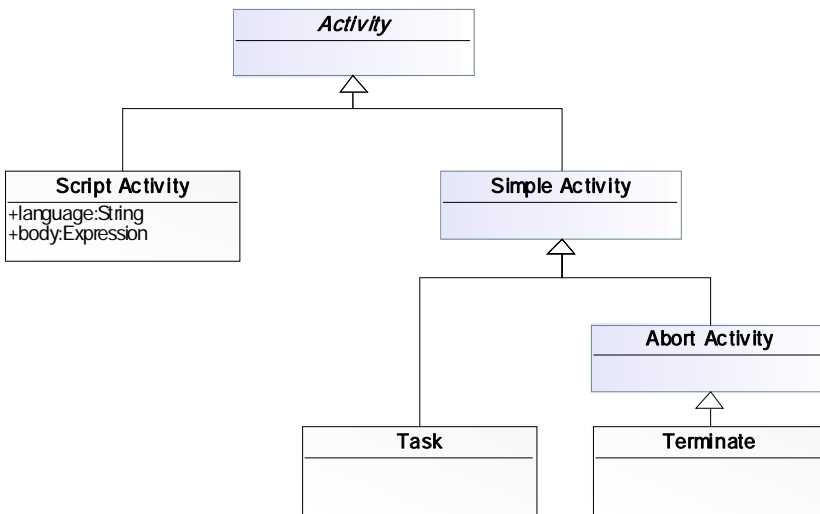 Activity
Script Activity
+language:String
+body:Expression
Simple Activity
Abort Activity
Task
Terminate